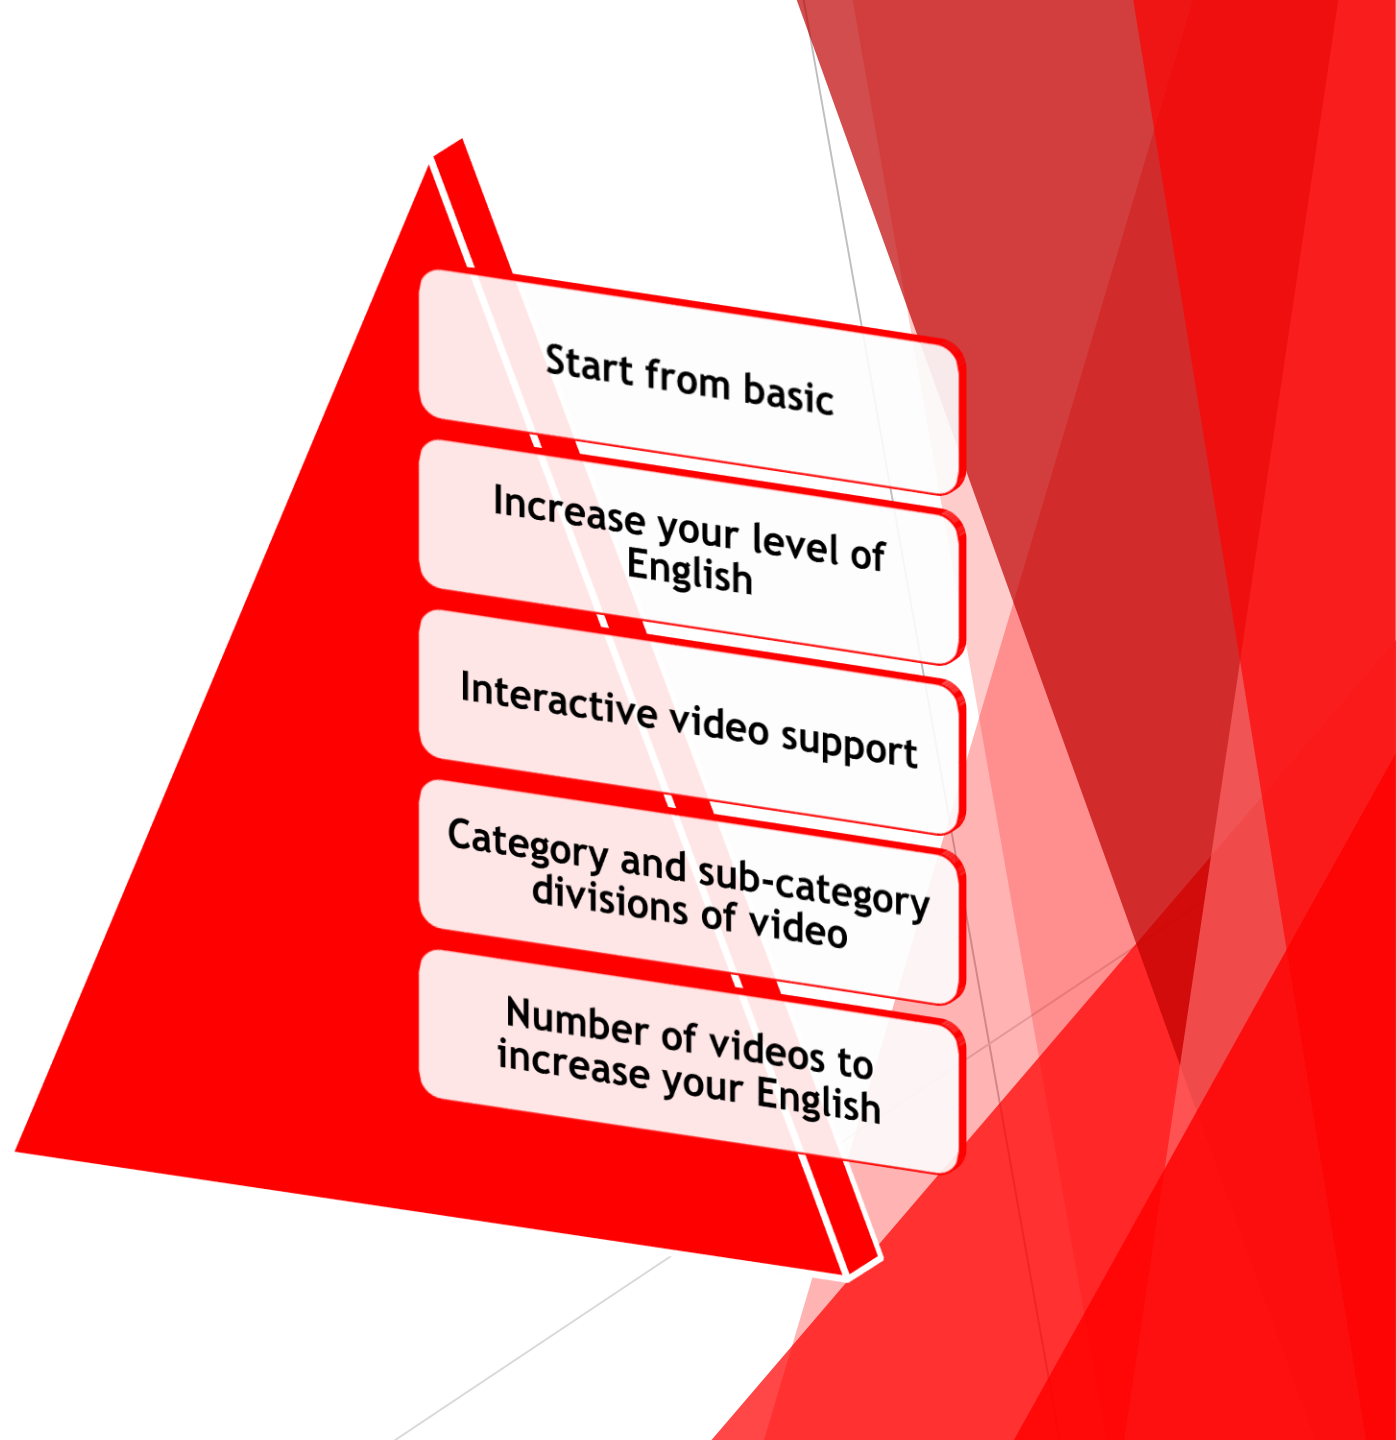 Start from basic
Increase your level of
English
Interactive video support
Category and sub-category
divisions of video
Number of videos to
increase your English